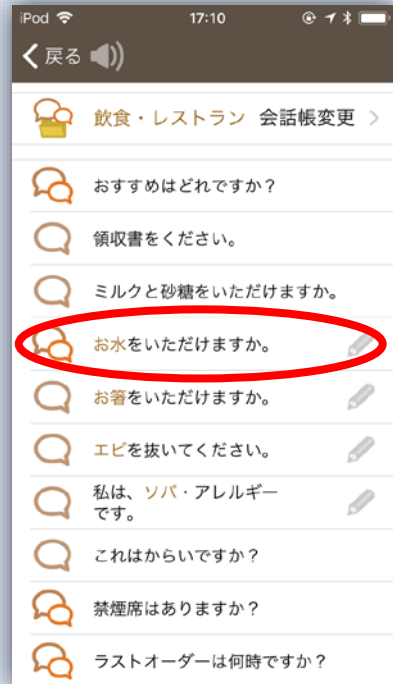 iPod 17:10
戻る
飲食・レストラン 会話帳変更
おすすめはどれですか？
領収書をください。
ミルクと砂糖をいただけますか。
お水をいただけますか。
お箸をいただけますか。
エビを抜いてください。
私は、ソバ・アレルギー
です。
これはからいですか？
禁煙席はありますか？
ラストオーダーは何時ですか？